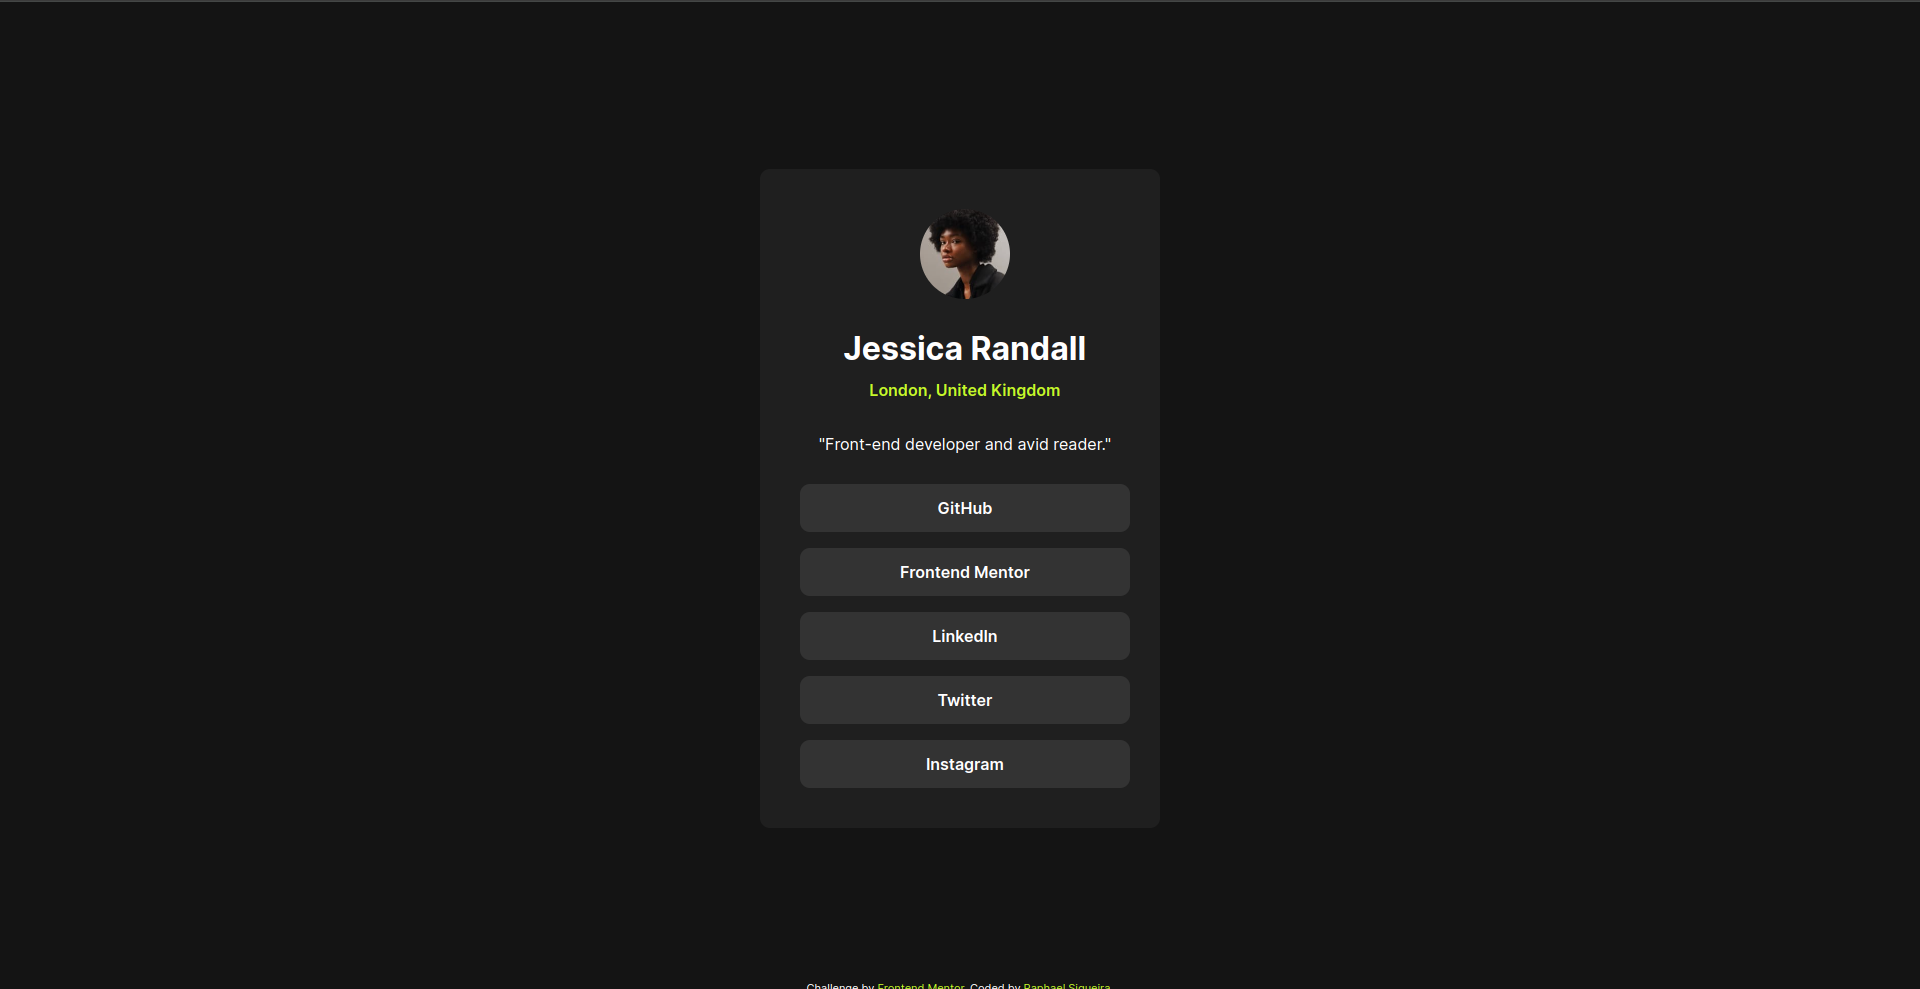 Jessica Randall
London, United Kingdom
"Front-end developer and avid reader."
GitHub
Frontend Mentor
LinkedIn
Twitter
Instagram
Challenge by Frontend Mentor. Coded by Raphael Siqueira.